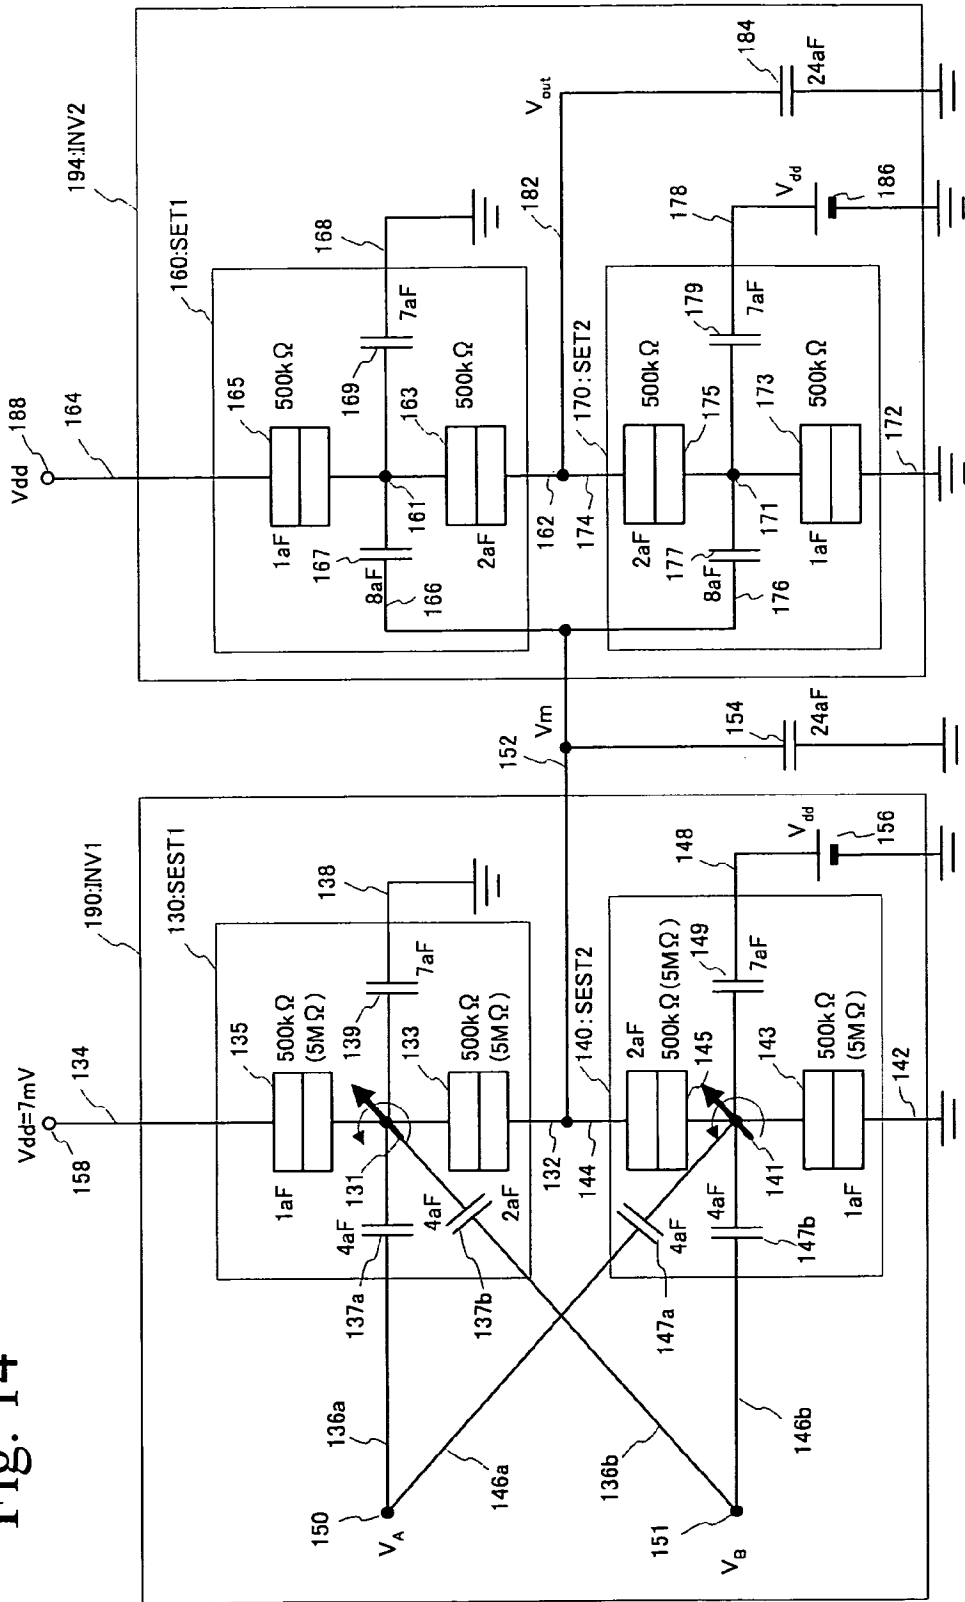 Fig. 14
190:INV1
130:SEST1
Vdd=7mV
158
134
135
500kΩ
(5MΩ)
1aF
138
139
7aF
131
4aF
137a
133
500kΩ
(5MΩ)
4aF
137b
2aF
132
144
140:SEST2
2aF
500kΩ(5MΩ)
145
149
7aF
148
Vdd
156
4aF
147a
4aF
147b
141
143
500kΩ
(5MΩ)
1aF
142
136a
146a
136b
146b
150
VA
151
VB
152
Vm
154
24aF
194:INV2
160:SET1
Vdd
188
164
165
500kΩ
1aF
167
8aF
166
161
169
7aF
168
163
500kΩ
2aF
162
174
182
Vout
184
24aF
170:SET2
500kΩ
2aF
175
179
7aF
178
Vdd
186
177
8aF
176
171
173
500kΩ
1aF
172